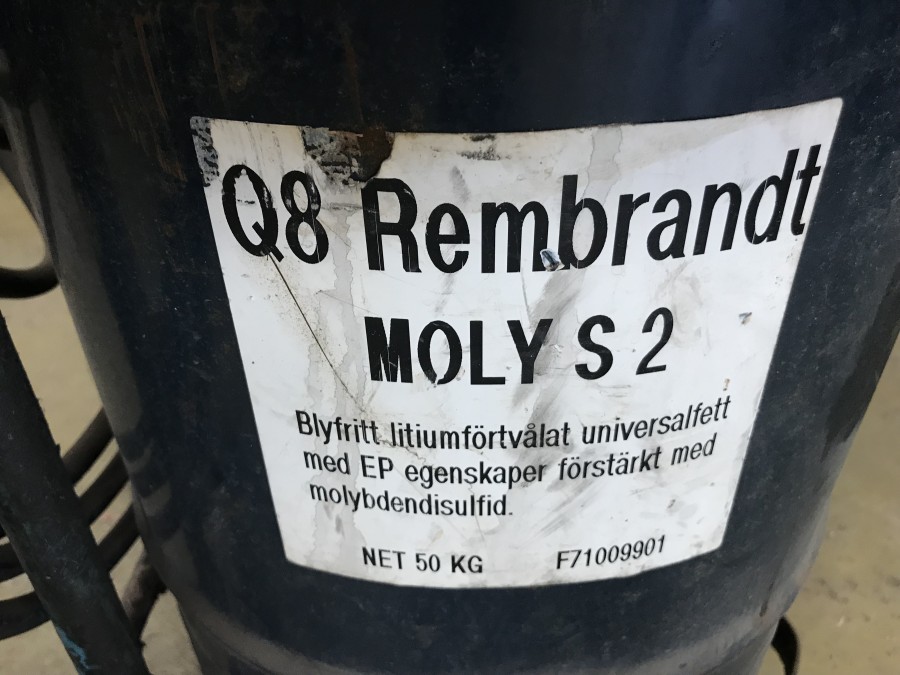 Q8 Rembrandt
MOLY S 2
Blyfritt litiumförtvålat universalfett
med EP egenskaper förstärkt med
molybdendisulfid.
NET 50 KG F71009901